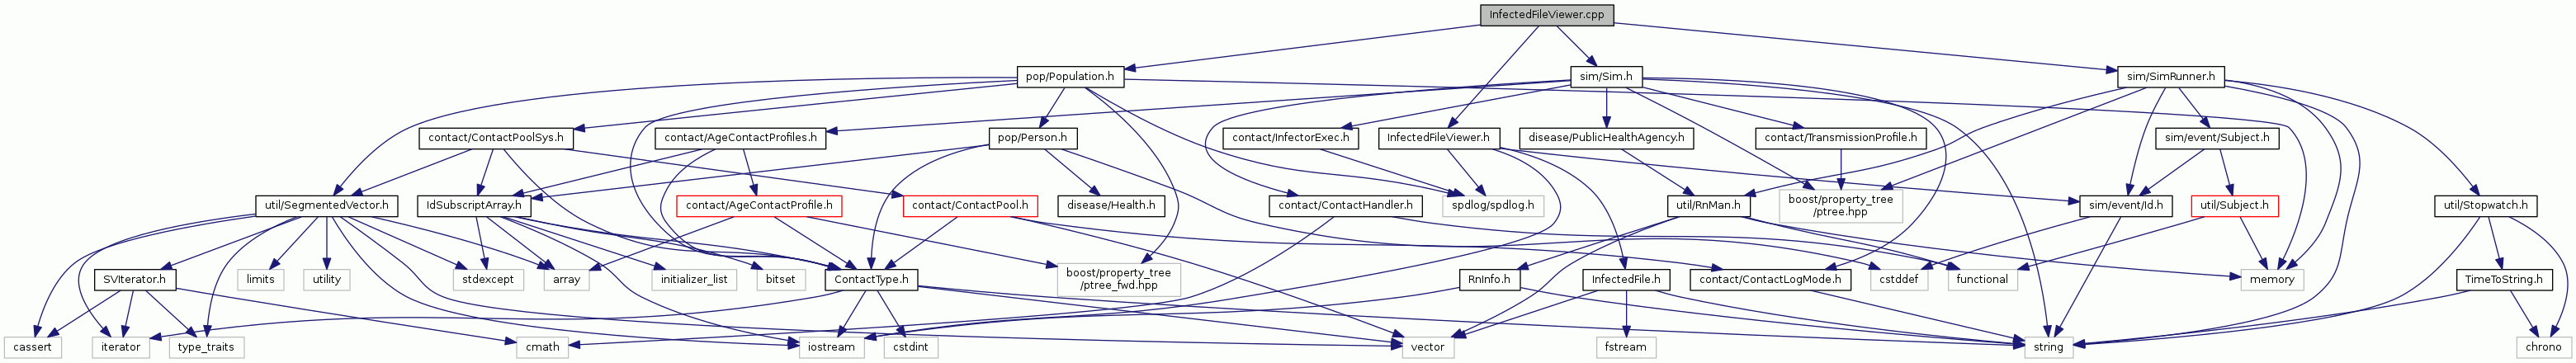 InfectedFileViewer.cpp
pop/Population.h
sim/Sim.h
sim/SimRunner.h
contact/ContactPoolSys.h
contact/AgeContactProfiles.h
pop/Person.h
contact/InfectorExec.h
InfectedFileViewer.h
disease/PublicHealthAgency.h
contact/TransmissionProfile.h
sim/event/Subject.h
util/SegmentedVector.h
IdSubscriptArray.h
contact/AgeContactProfile.h
contact/ContactPool.h
disease/Health.h
contact/ContactHandler.h
spdlog/spdlog.h
util/RnMan.h
boost/property_tree
/ptree.hpp
sim/event/Id.h
util/Subject.h
util/Stopwatch.h
SVIterator.h
limits
utility
stdexcept
array
initializer_list
bitset
ContactType.h
boost/property_tree
/ptree_fwd.hpp
RnInfo.h
InfectedFile.h
contact/ContactLogMode.h
cstddef
functional
memory
TimeToString.h
cassert
iterator
type_traits
cmath
iostream
cstdint
vector
fstream
string
chrono